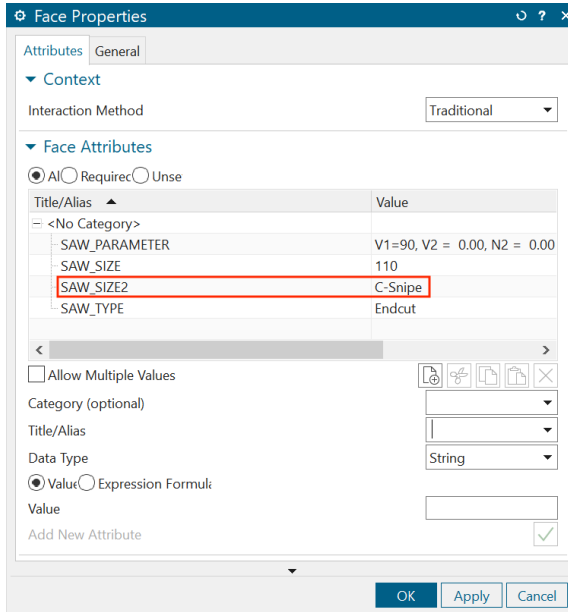 Face Properties
Attributes General
Context
Interaction Method Traditional
Face Attributes
Al Requirec Unse
Title/Alias Value
<No Category>
SAW_PARAMETER V1=90, V2 = 0.00, N2 = 0.00
SAW_SIZE 110
SAW_SIZE2 C-Snipe
SAW_TYPE Endcut
Allow Multiple Values
Category (optional)
Title/Alias
Data Type String
Value Expression Formula
Value
Add New Attribute
OK Apply Cancel